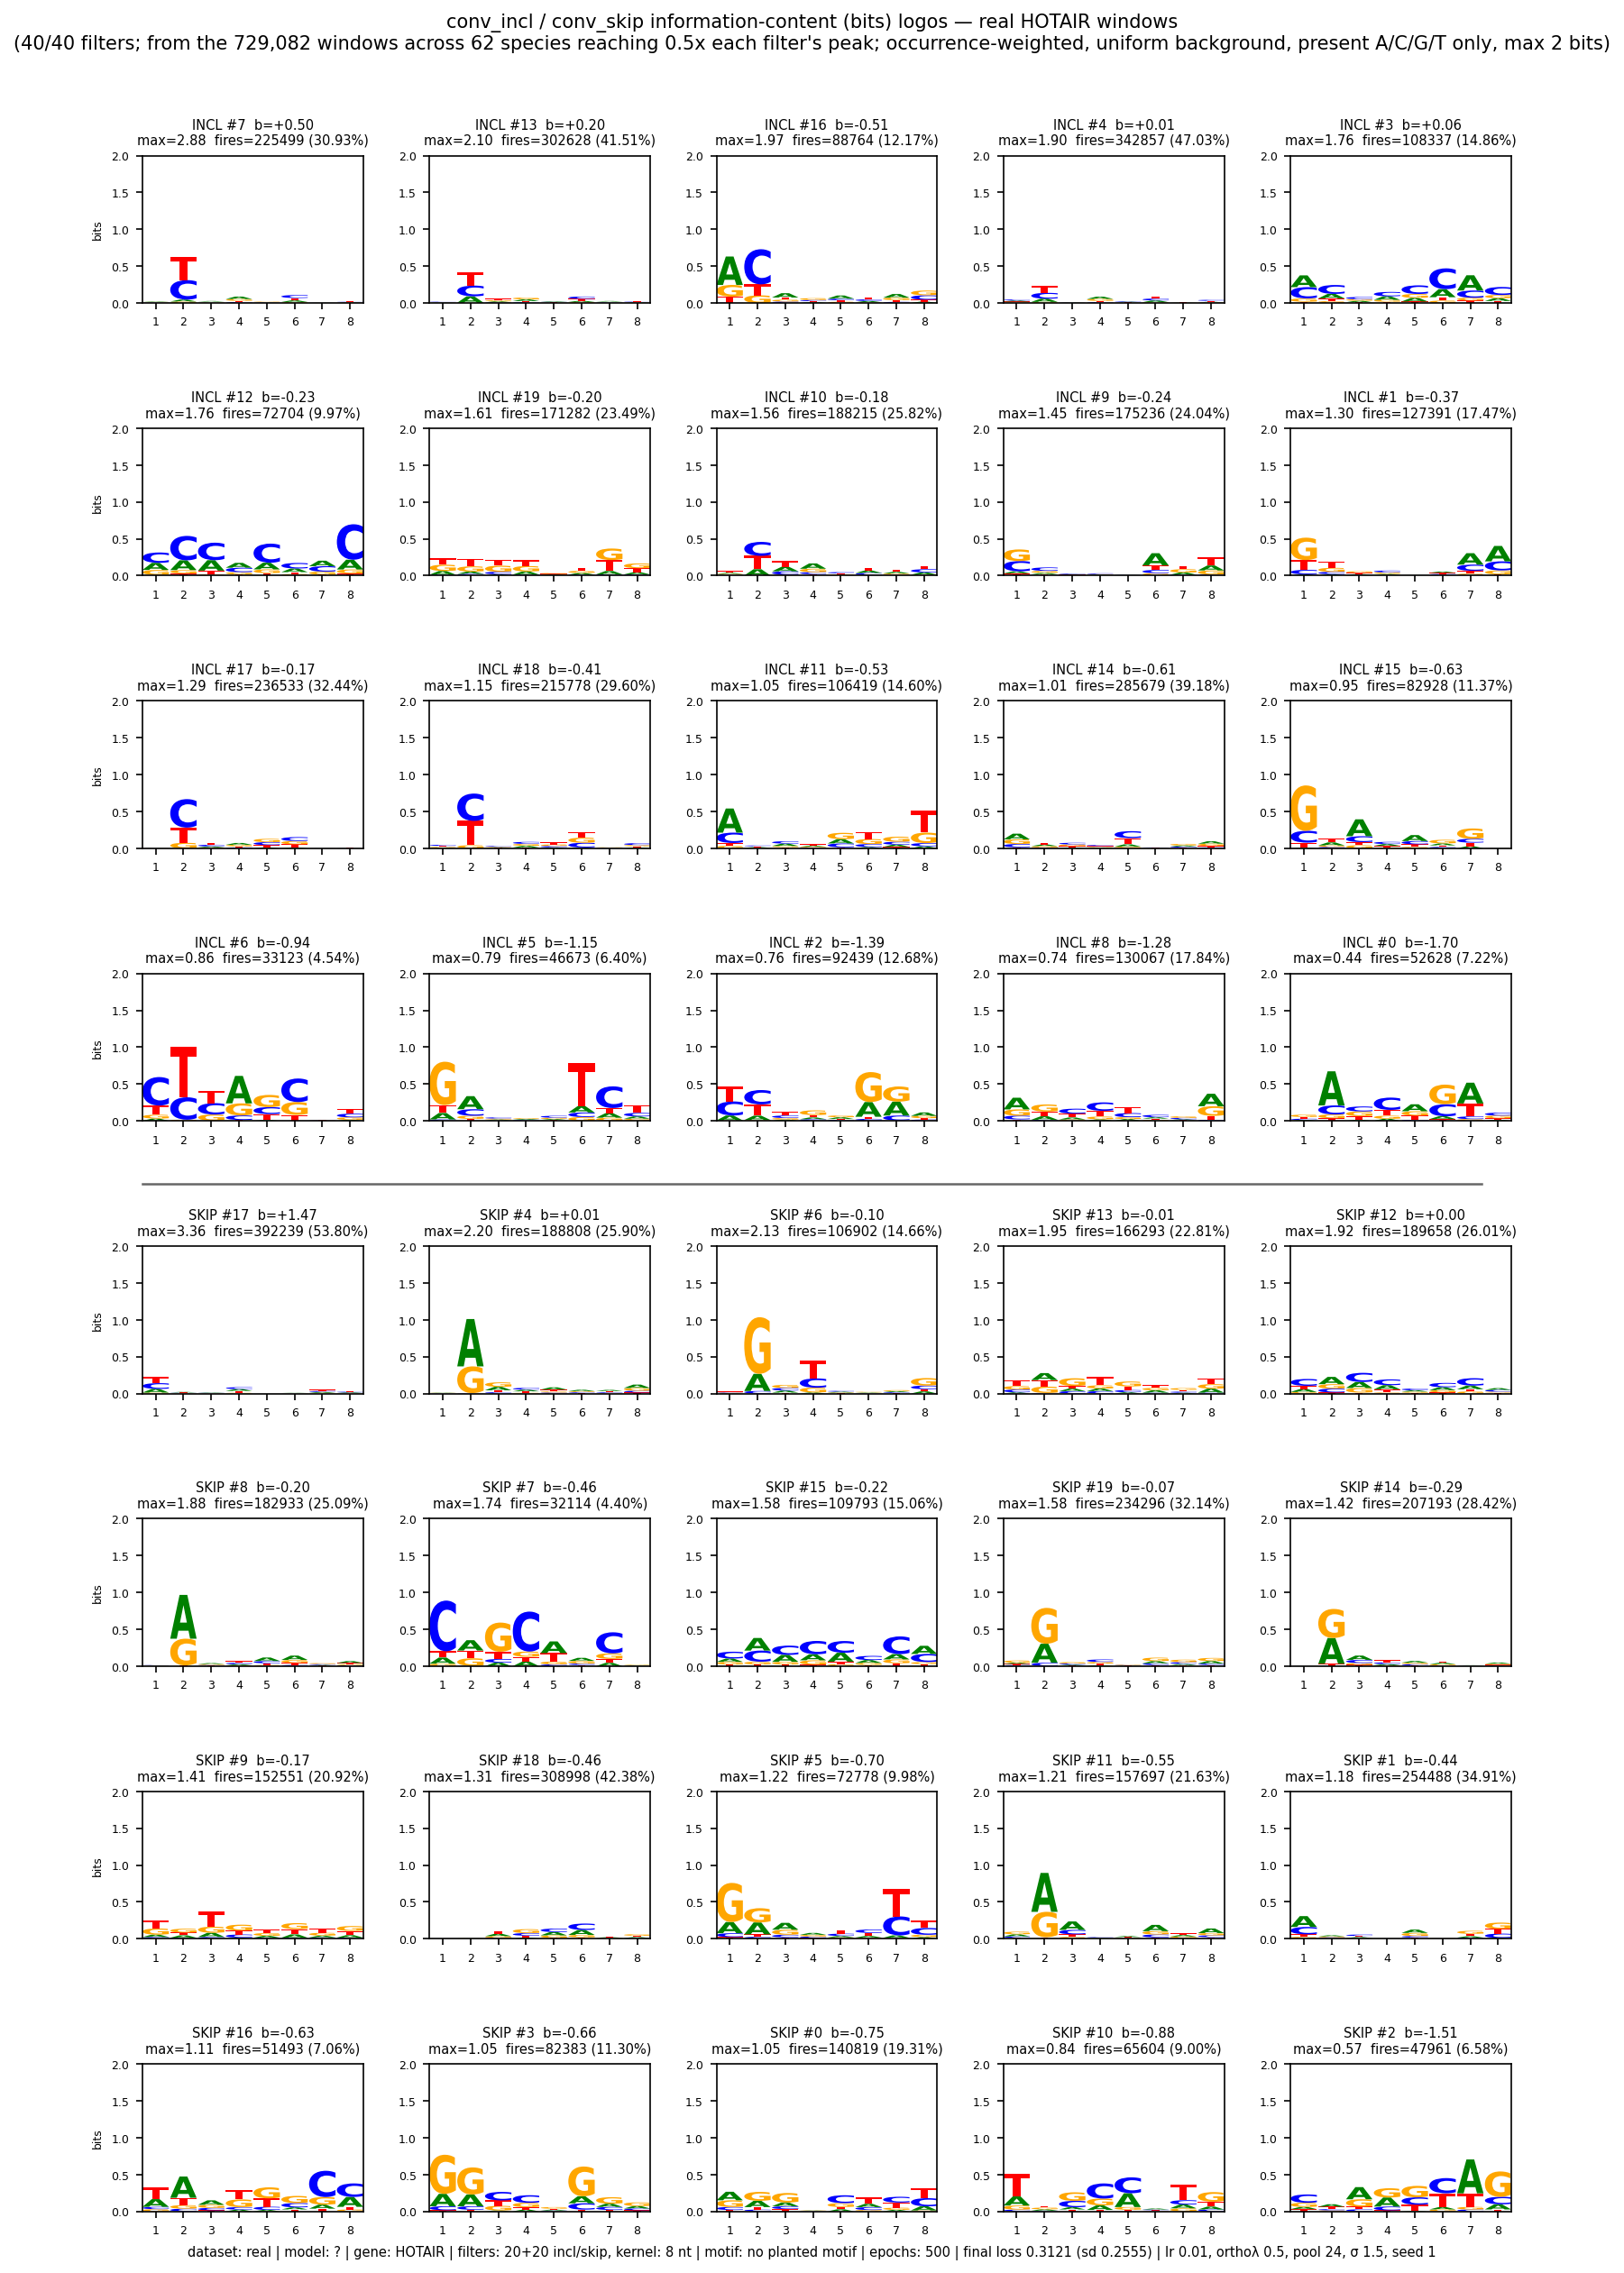 conv_incl / conv_skip information-content (bits) logos — real HOTAIR windows
(40/40 filters; from the 729,082 windows across 62 species reaching 0.5x each filter's peak; occurrence-weighted, uniform background, present A/C/G/T only, max 2 bits)
INCL #7 b=+0.50
max=2.88 fires=225499 (30.93%)
INCL #13 b=+0.20
max=2.10 fires=302628 (41.51%)
INCL #16 b=-0.51
max=1.97 fires=88764 (12.17%)
INCL #4 b=+0.01
max=1.90 fires=342857 (47.03%)
INCL #3 b=+0.06
max=1.76 fires=108337 (14.86%)
INCL #12 b=-0.23
max=1.76 fires=72704 (9.97%)
INCL #19 b=-0.20
max=1.61 fires=171282 (23.49%)
INCL #10 b=-0.18
max=1.56 fires=188215 (25.82%)
INCL #9 b=-0.24
max=1.45 fires=175236 (24.04%)
INCL #1 b=-0.37
max=1.30 fires=127391 (17.47%)
INCL #17 b=-0.17
max=1.29 fires=236533 (32.44%)
INCL #18 b=-0.41
max=1.15 fires=215778 (29.60%)
INCL #11 b=-0.53
max=1.05 fires=106419 (14.60%)
INCL #14 b=-0.61
max=1.01 fires=285679 (39.18%)
INCL #15 b=-0.63
max=0.95 fires=82928 (11.37%)
INCL #6 b=-0.94
max=0.86 fires=33123 (4.54%)
INCL #5 b=-1.15
max=0.79 fires=46673 (6.40%)
INCL #2 b=-1.39
max=0.76 fires=92439 (12.68%)
INCL #8 b=-1.28
max=0.74 fires=130067 (17.84%)
INCL #0 b=-1.70
max=0.44 fires=52628 (7.22%)
SKIP #17 b=+1.47
max=3.36 fires=392239 (53.80%)
SKIP #4 b=+0.01
max=2.20 fires=188808 (25.90%)
SKIP #6 b=-0.10
max=2.13 fires=106902 (14.66%)
SKIP #13 b=-0.01
max=1.95 fires=166293 (22.81%)
SKIP #12 b=+0.00
max=1.92 fires=189658 (26.01%)
SKIP #8 b=-0.20
max=1.88 fires=182933 (25.09%)
SKIP #7 b=-0.46
max=1.74 fires=32114 (4.40%)
SKIP #15 b=-0.22
max=1.58 fires=109793 (15.06%)
SKIP #19 b=-0.07
max=1.58 fires=234296 (32.14%)
SKIP #14 b=-0.29
max=1.42 fires=207193 (28.42%)
SKIP #9 b=-0.17
max=1.41 fires=152551 (20.92%)
SKIP #18 b=-0.46
max=1.31 fires=308998 (42.38%)
SKIP #5 b=-0.70
max=1.22 fires=72778 (9.98%)
SKIP #11 b=-0.55
max=1.21 fires=157697 (21.63%)
SKIP #1 b=-0.44
max=1.18 fires=254488 (34.91%)
SKIP #16 b=-0.63
max=1.11 fires=51493 (7.06%)
SKIP #3 b=-0.66
max=1.05 fires=82383 (11.30%)
SKIP #0 b=-0.75
max=1.05 fires=140819 (19.31%)
SKIP #10 b=-0.88
max=0.84 fires=65604 (9.00%)
SKIP #2 b=-1.51
max=0.57 fires=47961 (6.58%)
dataset: real | model: ? | gene: HOTAIR | filters: 20+20 incl/skip, kernel: 8 nt | motif: no planted motif | epochs: 500 | final loss 0.3121 (sd 0.2555) | lr 0.01, orthoλ 0.5, pool 24, σ 1.5, seed 1